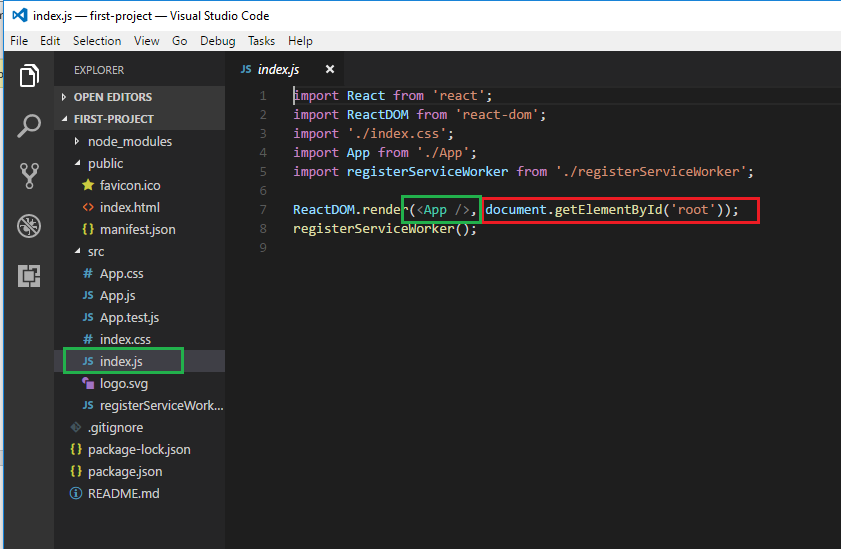 index.js — first-project — Visual Studio Code
File Edit Selection View Go Debug Tasks Help
EXPLORER
OPEN EDITORS
FIRST-PROJECT
node_modules
public
favicon.ico
<> index.html
{} manifest.json
src
# App.css
JS App.js
JS App.test.js
# index.css
JS index.js
logo.svg
JS registerServiceWork...
.gitignore
{} package-lock.json
{} package.json
README.md
JS index.js ×
1 import React from 'react';
2 import ReactDOM from 'react-dom';
3 import './index.css';
4 import App from './App';
5 import registerServiceWorker from './registerServiceWorker';
6
7 ReactDOM.render(<App />, document.getElementById('root'));
8 registerServiceWorker();
9